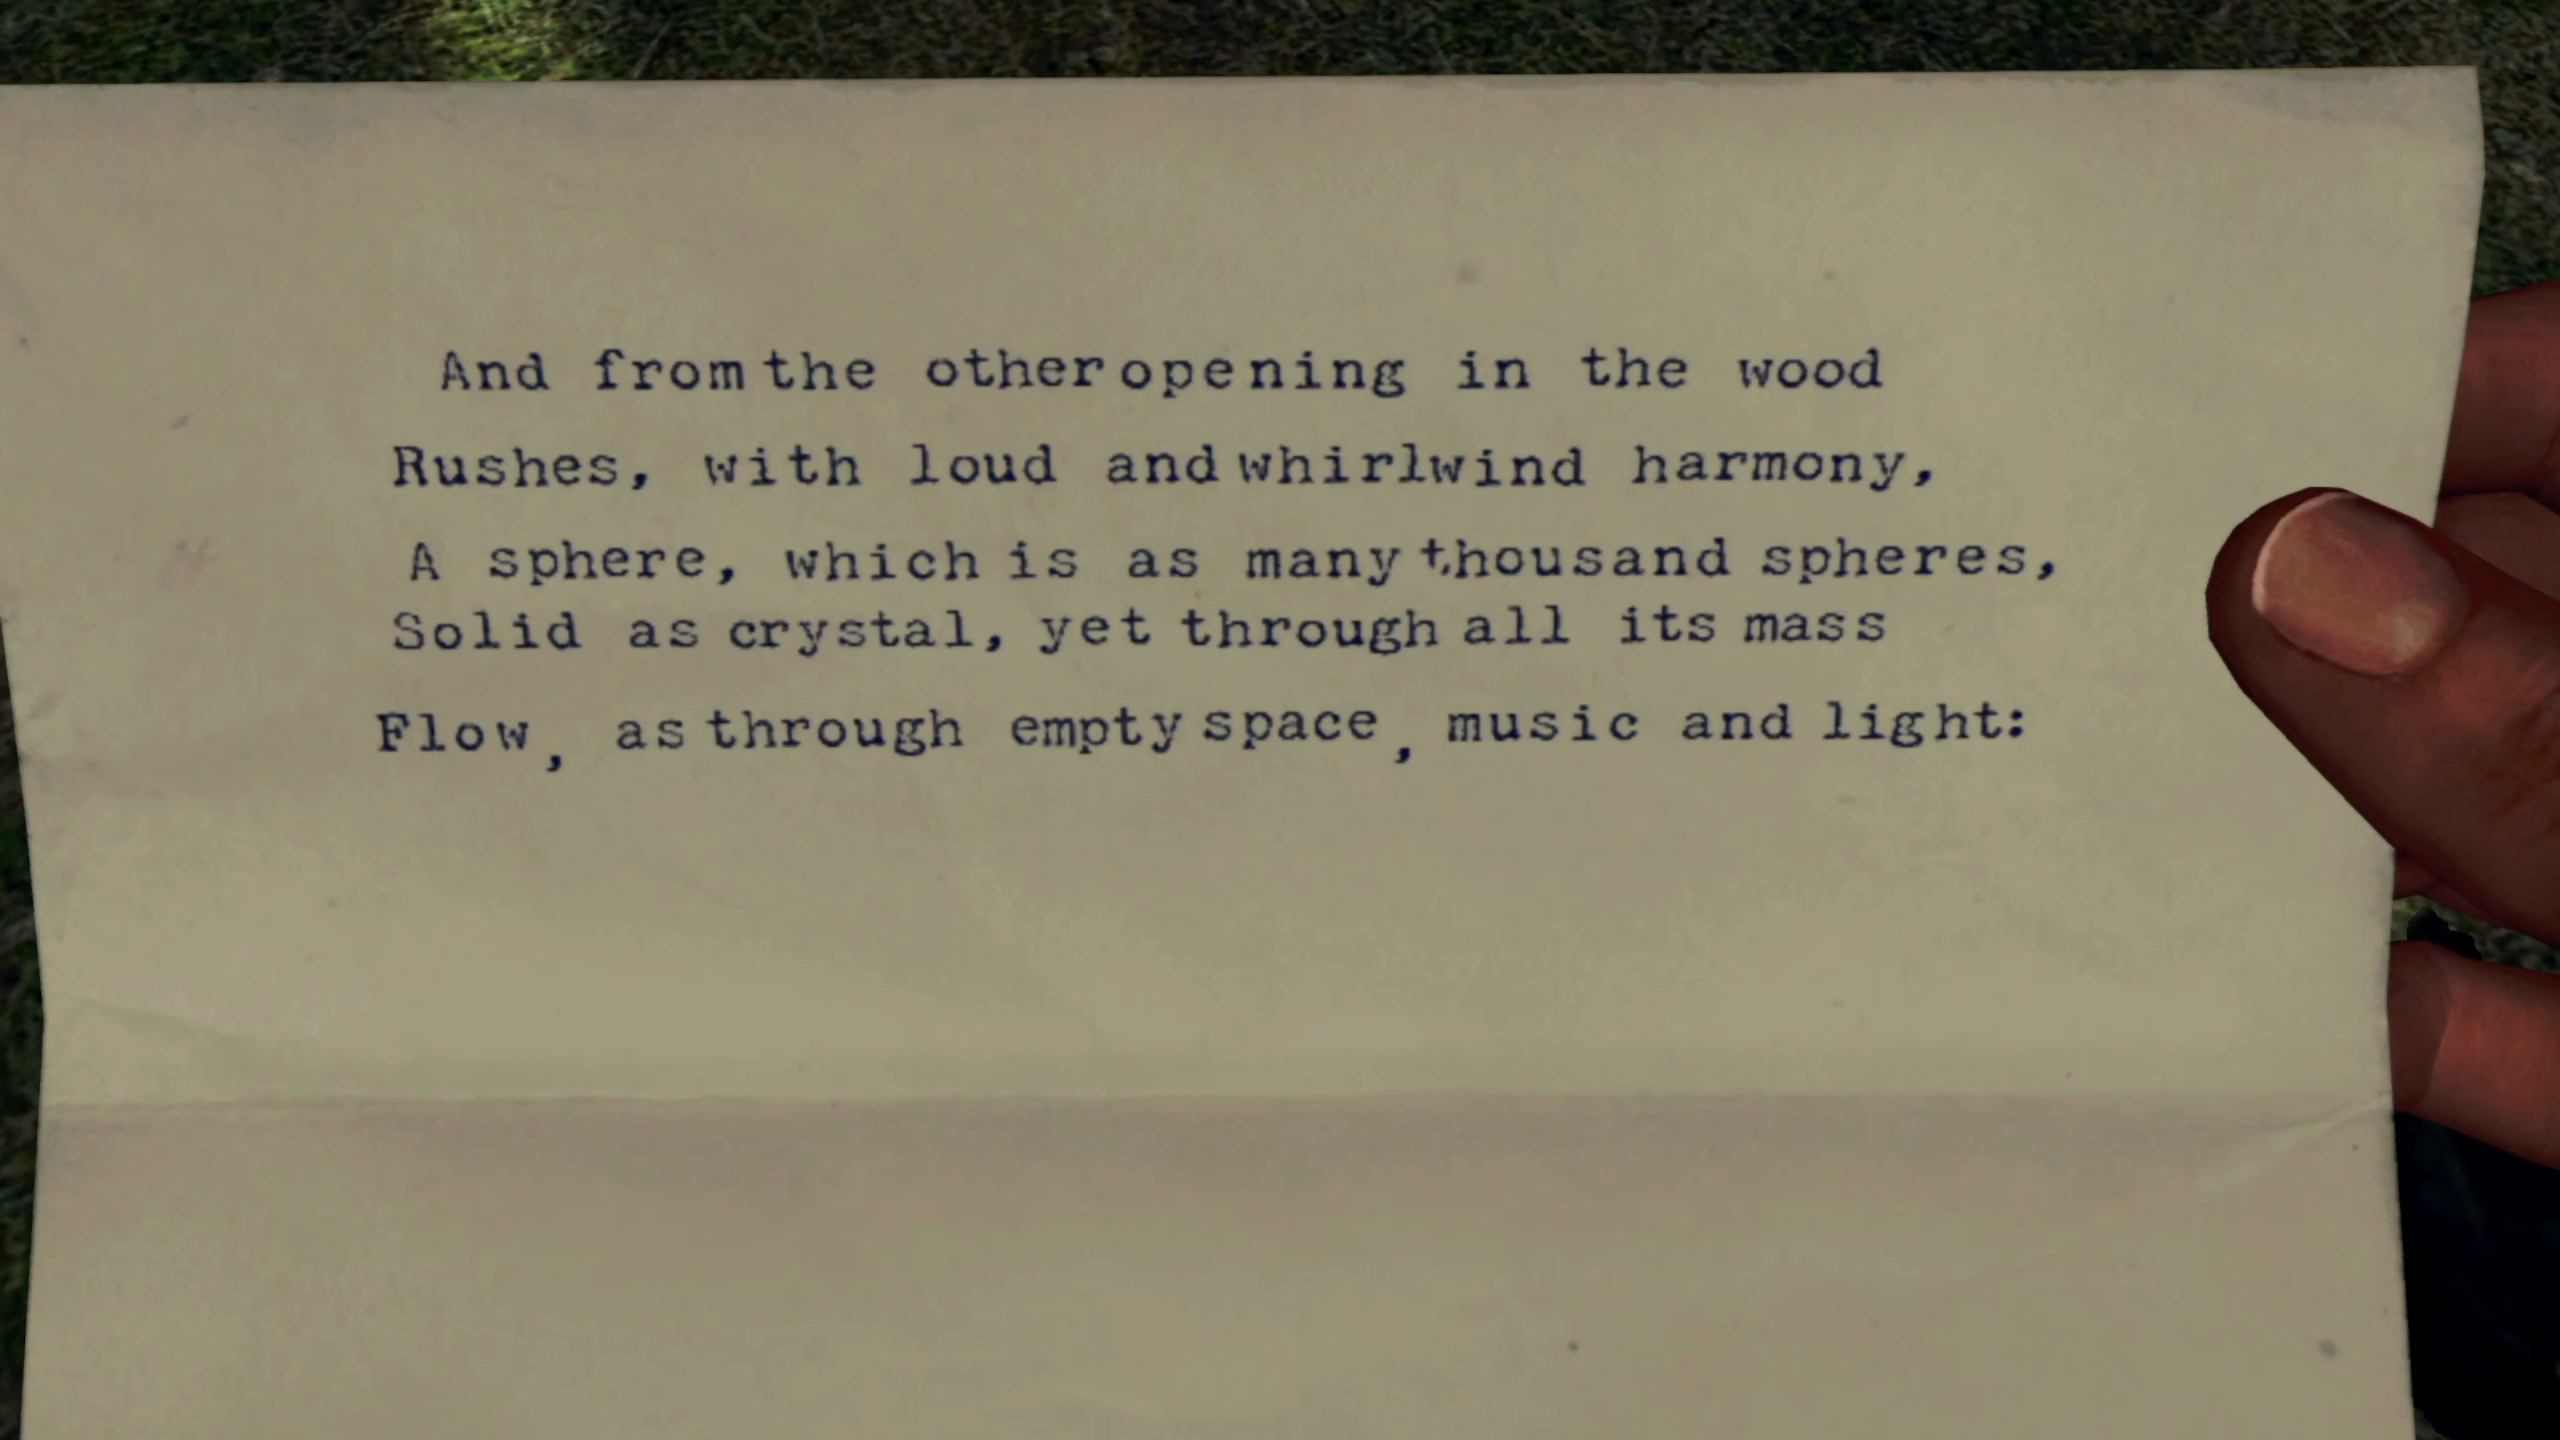 And from the other opening in the wood
Rushes, with loud and whirlwind harmony,
A sphere, which is as many thousand spheres,
Solid as crystal, yet through all its mass
Flow, as through empty space, music and light: